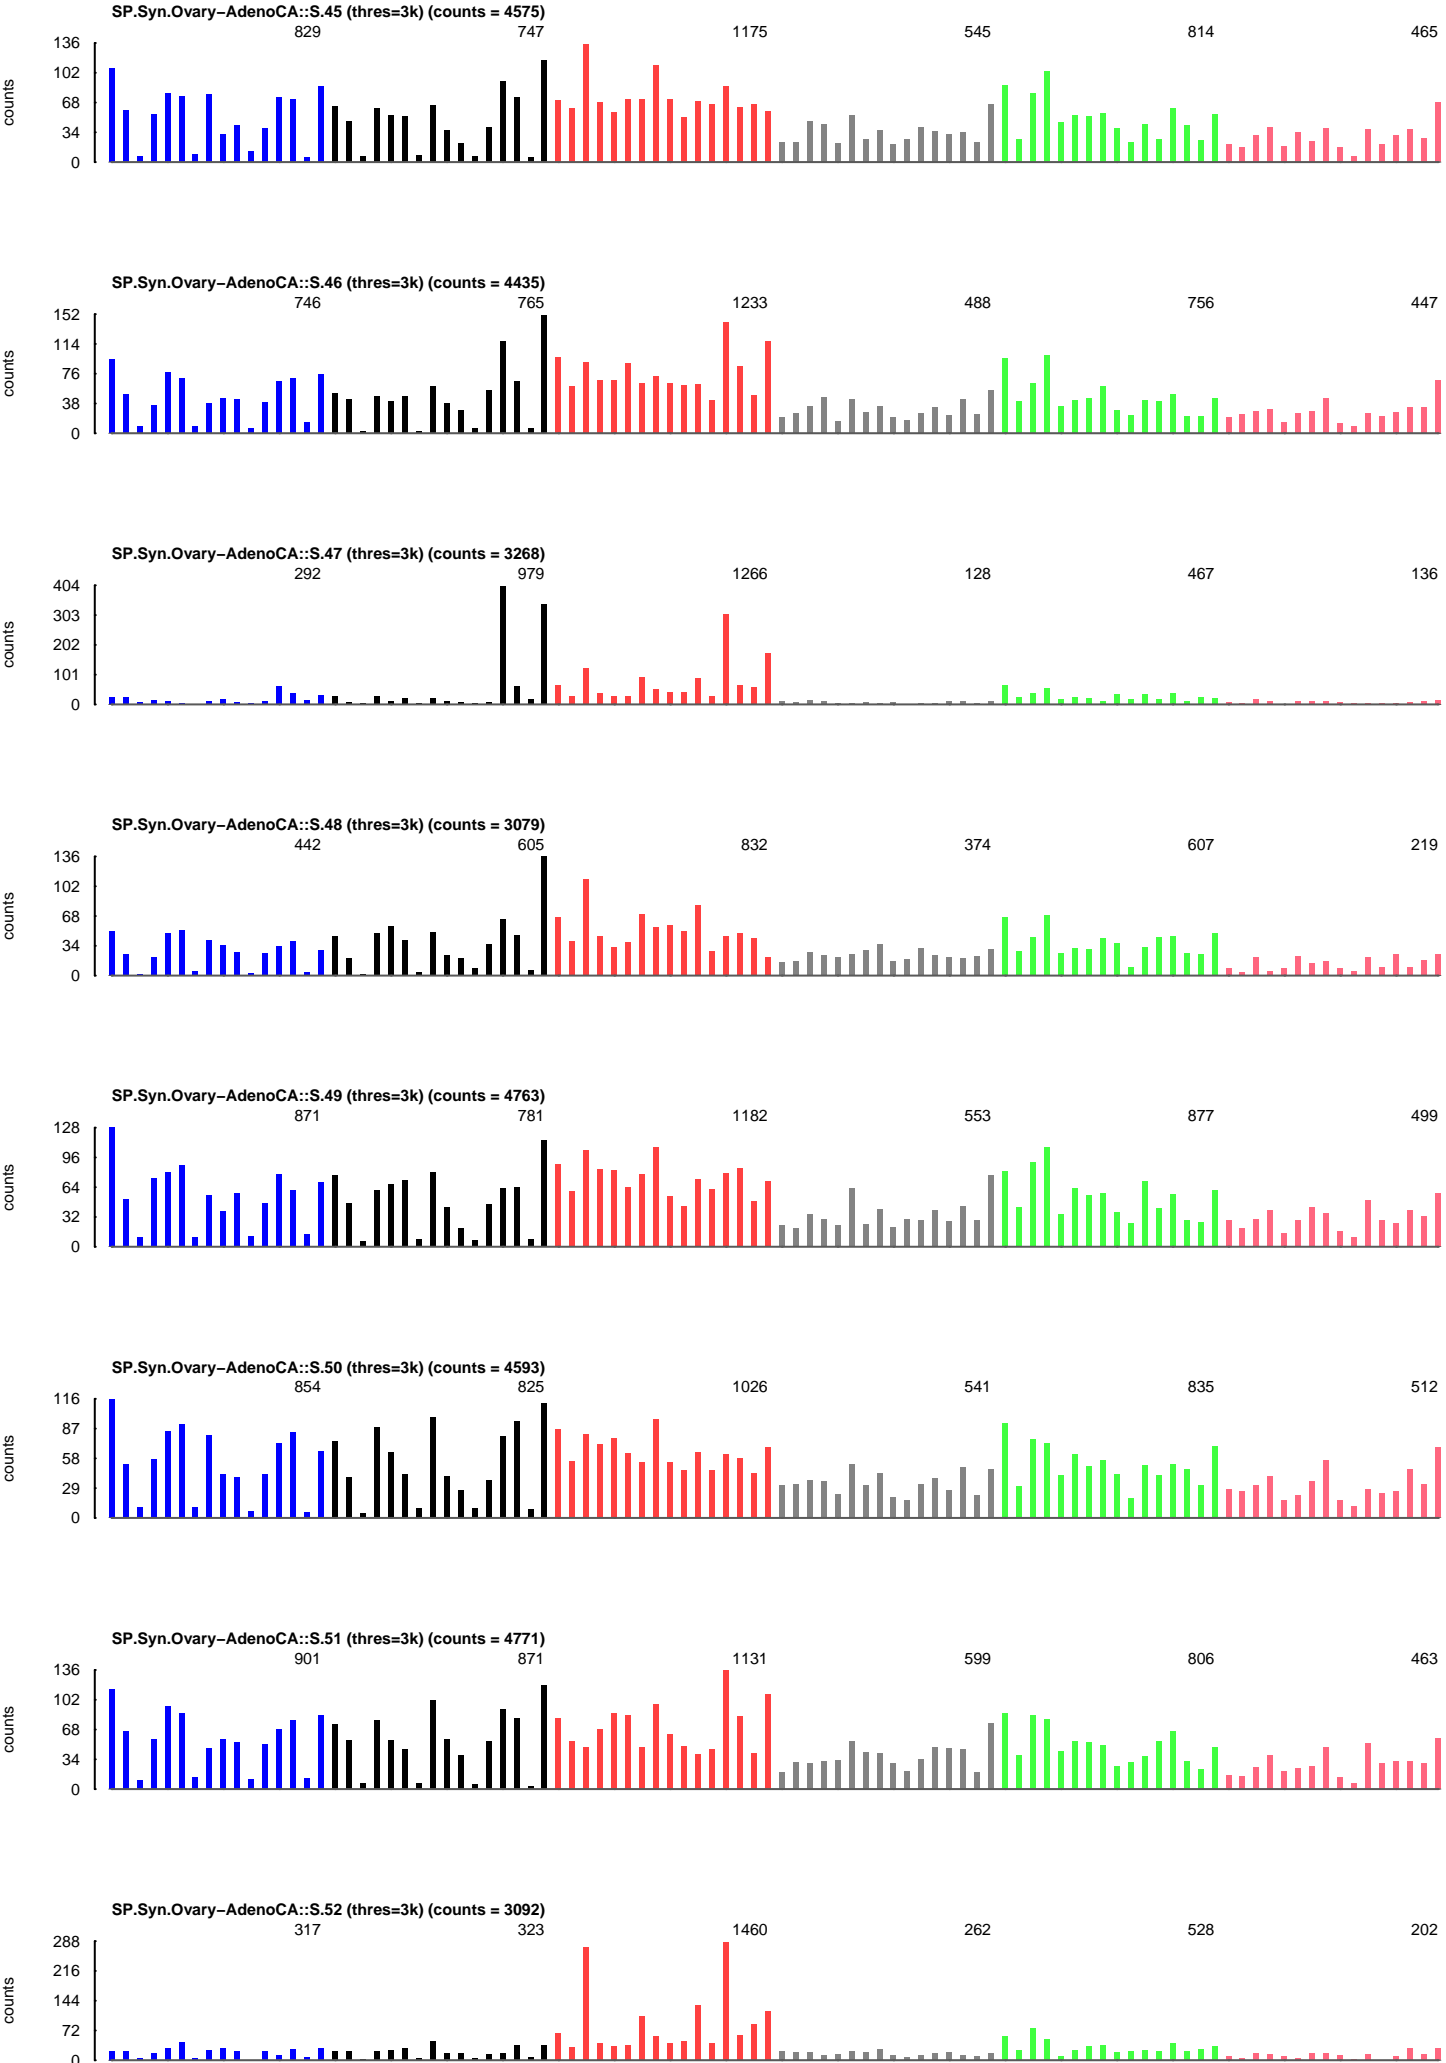 SP.Syn.Ovary−AdenoCA::S.45 (thres=3k) (counts = 4575)
829 747 1175 545 814 465
136
102
68
34
0
counts
SP.Syn.Ovary−AdenoCA::S.46 (thres=3k) (counts = 4435)
746 765 1233 488 756 447
152
114
76
38
0
counts
SP.Syn.Ovary−AdenoCA::S.47 (thres=3k) (counts = 3268)
292 979 1266 128 467 136
404
303
202
101
0
counts
SP.Syn.Ovary−AdenoCA::S.48 (thres=3k) (counts = 3079)
442 605 832 374 607 219
136
102
68
34
0
counts
SP.Syn.Ovary−AdenoCA::S.49 (thres=3k) (counts = 4763)
871 781 1182 553 877 499
128
96
64
32
0
counts
SP.Syn.Ovary−AdenoCA::S.50 (thres=3k) (counts = 4593)
854 825 1026 541 835 512
116
87
58
29
0
counts
SP.Syn.Ovary−AdenoCA::S.51 (thres=3k) (counts = 4771)
901 871 1131 599 806 463
136
102
68
34
0
counts
SP.Syn.Ovary−AdenoCA::S.52 (thres=3k) (counts = 3092)
317 323 1460 262 528 202
288
216
144
72
0
counts